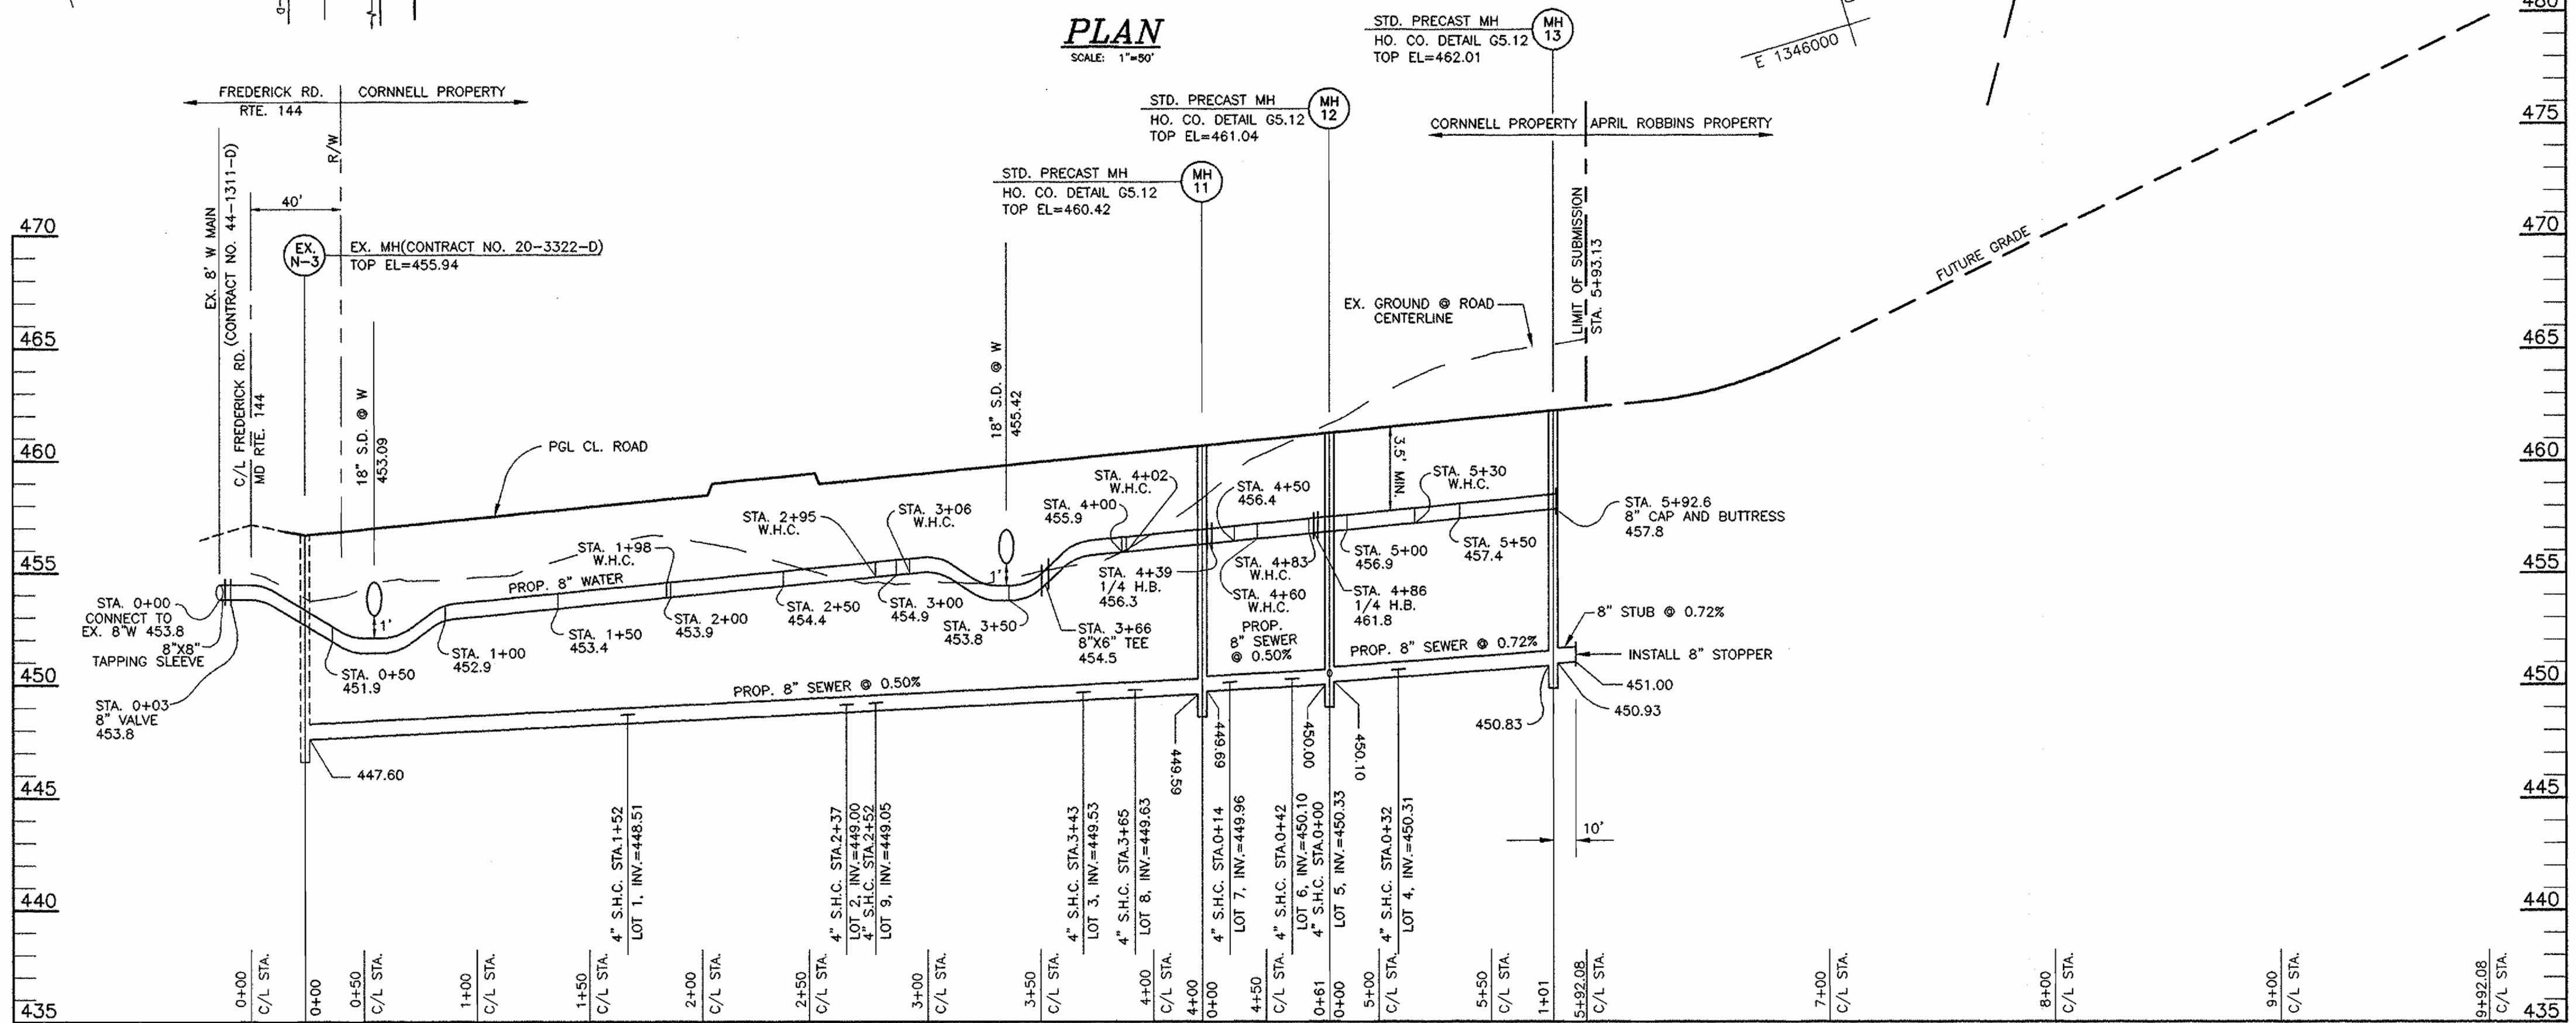 PLAN
SCALE: 1"=50'
E 1346000
FREDERICK RD.
RTE. 144
CORNNELL PROPERTY
R/W
40'
EX. 8' W MAIN
(CONTRACT NO. 44-1311-D)
C/L FREDERICK RD.
MD RTE. 144
EX.
N-3
EX. MH(CONTRACT NO. 20-3322-D)
TOP EL=455.94
18" S.D. @ W
453.09
PGL CL. ROAD
STD. PRECAST MH
HO. CO. DETAIL G5.12
TOP EL=460.42
MH
11
STD. PRECAST MH
HO. CO. DETAIL G5.12
TOP EL=461.04
MH
12
STD. PRECAST MH
HO. CO. DETAIL G5.12
TOP EL=462.01
MH
13
CORNNELL PROPERTY
APRIL ROBBINS PROPERTY
LIMIT OF SUBMISSION
STA. 5+93.13
EX. GROUND @ ROAD
CENTERLINE
FUTURE GRADE
18" S.D. @ W
455.42
STA. 0+00
CONNECT TO
EX. 8"W 453.8
8"X8"
TAPPING SLEEVE
STA. 0+03
8" VALVE
453.8
1'
STA. 0+50
451.9
STA. 1+00
452.9
PROP. 8" WATER
STA. 1+50
453.4
STA. 1+98
W.H.C.
STA. 2+00
453.9
STA. 2+50
454.4
STA. 2+95
W.H.C.
STA. 3+00
454.9
STA. 3+06
W.H.C.
STA. 3+50
453.8
1'
STA. 3+66
8"X6" TEE
454.5
STA. 4+00
455.9
STA. 4+02
W.H.C.
STA. 4+39
1/4 H.B.
456.3
STA. 4+50
456.4
STA. 4+60
W.H.C.
STA. 4+83
W.H.C.
STA. 4+86
1/4 H.B.
461.8
STA. 5+00
456.9
3.5' MIN.
STA. 5+30
W.H.C.
STA. 5+50
457.4
STA. 5+92.6
8" CAP AND BUTTRESS
457.8
PROP. 8" SEWER @ 0.50%
PROP.
8" SEWER
@ 0.50%
PROP. 8" SEWER @ 0.72%
8" STUB @ 0.72%
INSTALL 8" STOPPER
451.00
450.93
450.83
447.60
449.59
449.69
450.00
450.10
10'
4" S.H.C. STA.1+52
LOT 1, INV.=448.51
4" S.H.C. STA.2+37
LOT 2, INV.=449.00
4" S.H.C. STA.2+52
LOT 9, INV.=449.05
4" S.H.C. STA.3+43
LOT 3, INV.=449.53
4" S.H.C. STA.3+65
LOT 8, INV.=449.63
4" S.H.C. STA.0+14
LOT 7, INV.=449.96
4" S.H.C. STA.0+42
LOT 6, INV.=450.10
4" S.H.C. STA.0+00
LOT 5, INV.=450.33
4" S.H.C. STA.0+32
LOT 4, INV.=450.31
470
465
460
455
450
445
440
435
480
475
470
465
460
455
450
445
440
435
0+00
C/L STA.
0+00
0+50
C/L STA.
1+00
C/L STA.
1+50
C/L STA.
2+00
C/L STA.
2+50
C/L STA.
3+00
C/L STA.
3+50
C/L STA.
4+00
C/L STA.
4+00
0+00
4+50
C/L STA.
0+61
0+00
5+00
C/L STA.
5+50
C/L STA.
1+01
5+92.08
C/L STA.
7+00
C/L STA.
8+00
C/L STA.
9+00
C/L STA.
9+92.08
C/L STA.